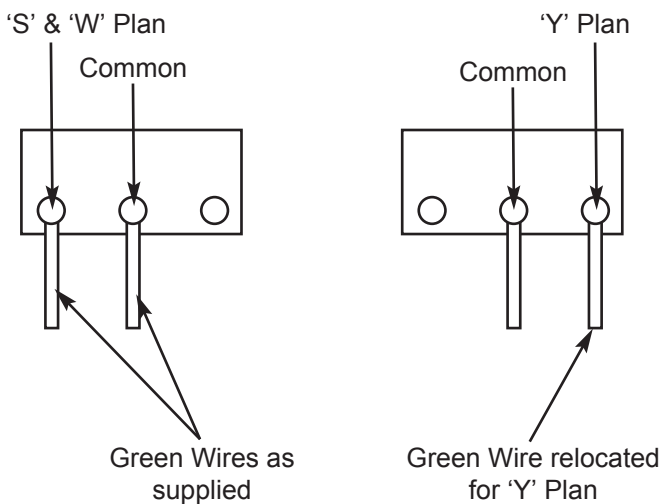 ‘S’ & ‘W’ Plan
Common
‘Y’ Plan
Common
Green Wires as
supplied
Green Wire relocated
for ‘Y’ Plan